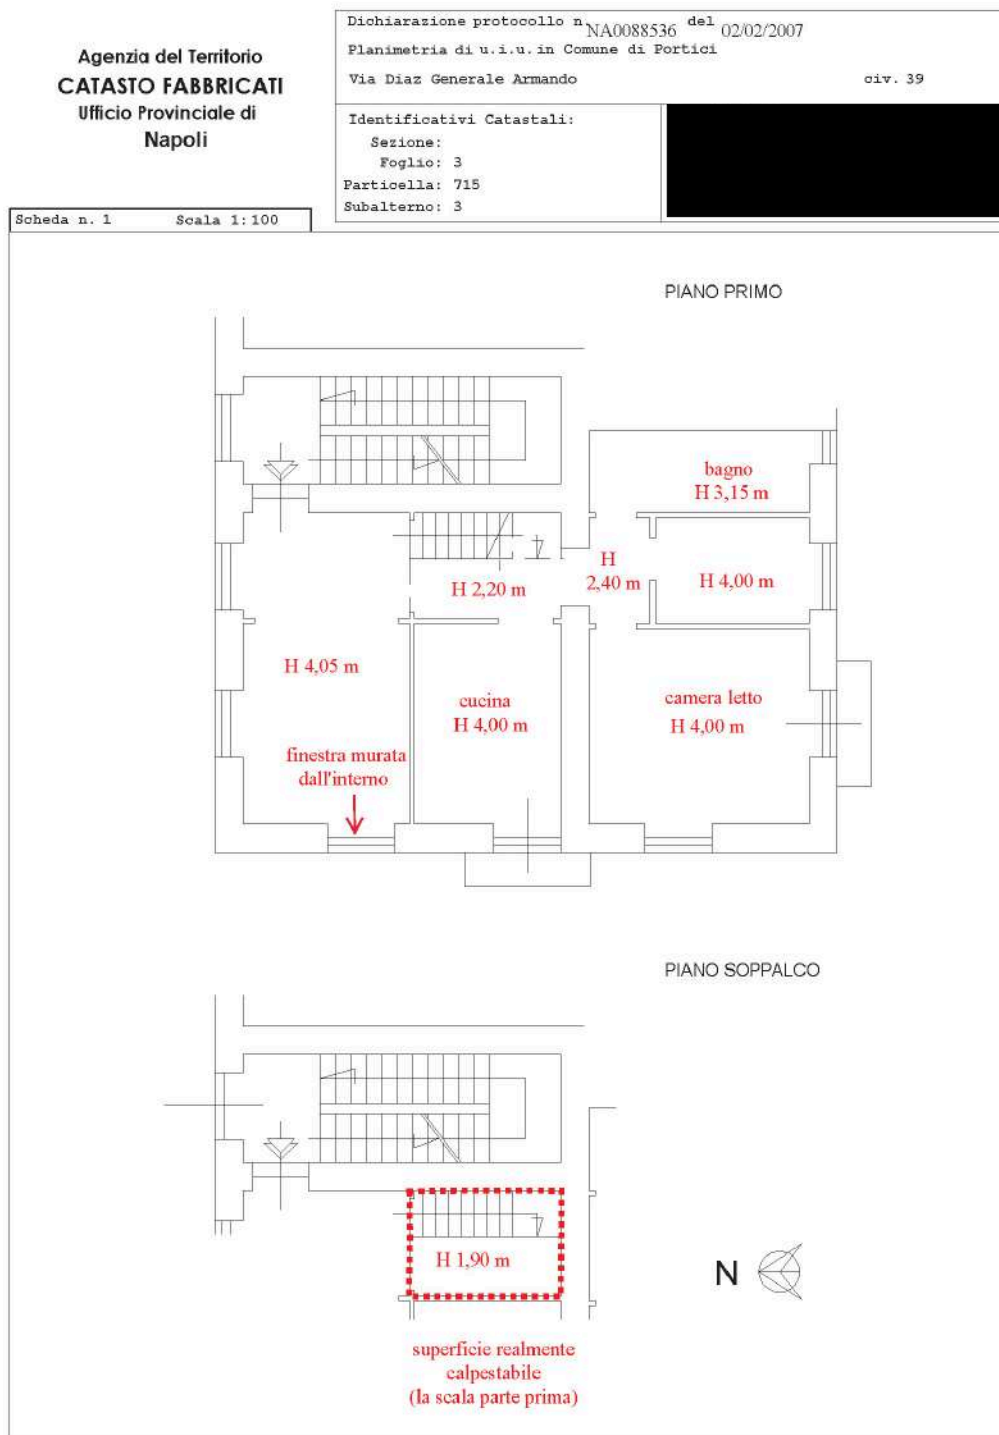 Agenzia del Territorio
CATASTO FABBRICATI
Ufficio Provinciale di
Napoli
Dichiarazione protocollo n. NA0088536 del 02/02/2007
Planimetria di u.i.u. in Comune di Portici
Via Diaz Generale Armando civ. 39
Identificativi Catastali:
Sezione:
Foglio: 3
Particella: 715
Subalterno: 3
Scheda n. 1 Scala 1:100
PIANO PRIMO
bagno
H 3,15 m
H
2,40 m
H 4,00 m
H 2,20 m
H 4,05 m
cucina
H 4,00 m
camera letto
H 4,00 m
finestra murata
dall'interno
PIANO SOPPALCO
H 1,90 m
N
superficie realmente
calpestabile
(la scala parte prima)